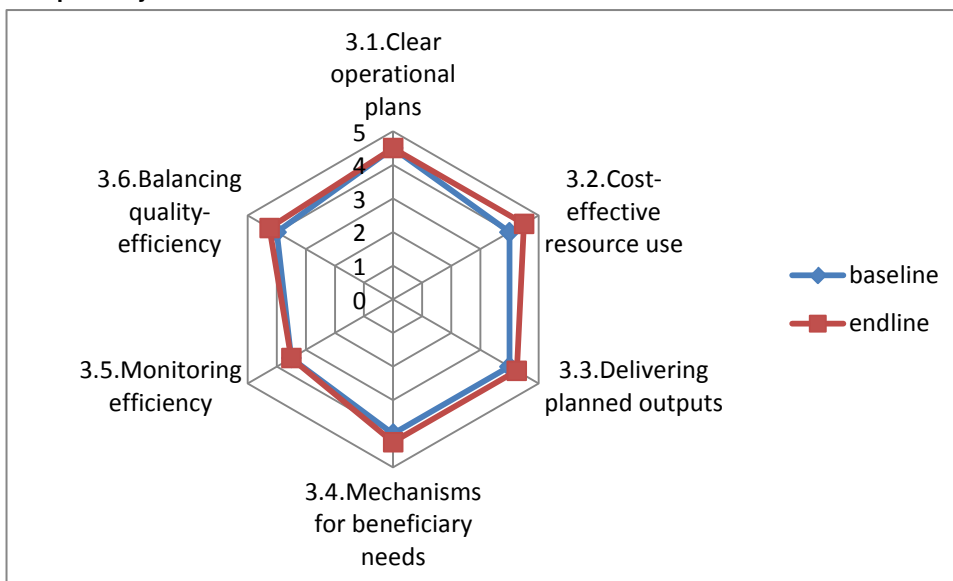 3.1.Clear
operational
plans
5
4
3
2
1
0
3.2.Cost-
effective
resource use
3.3.Delivering
planned outputs
3.4.Mechanisms
for beneficiary
needs
3.5.Monitoring
efficiency
3.6.Balancing
quality-
efficiency
baseline
endline